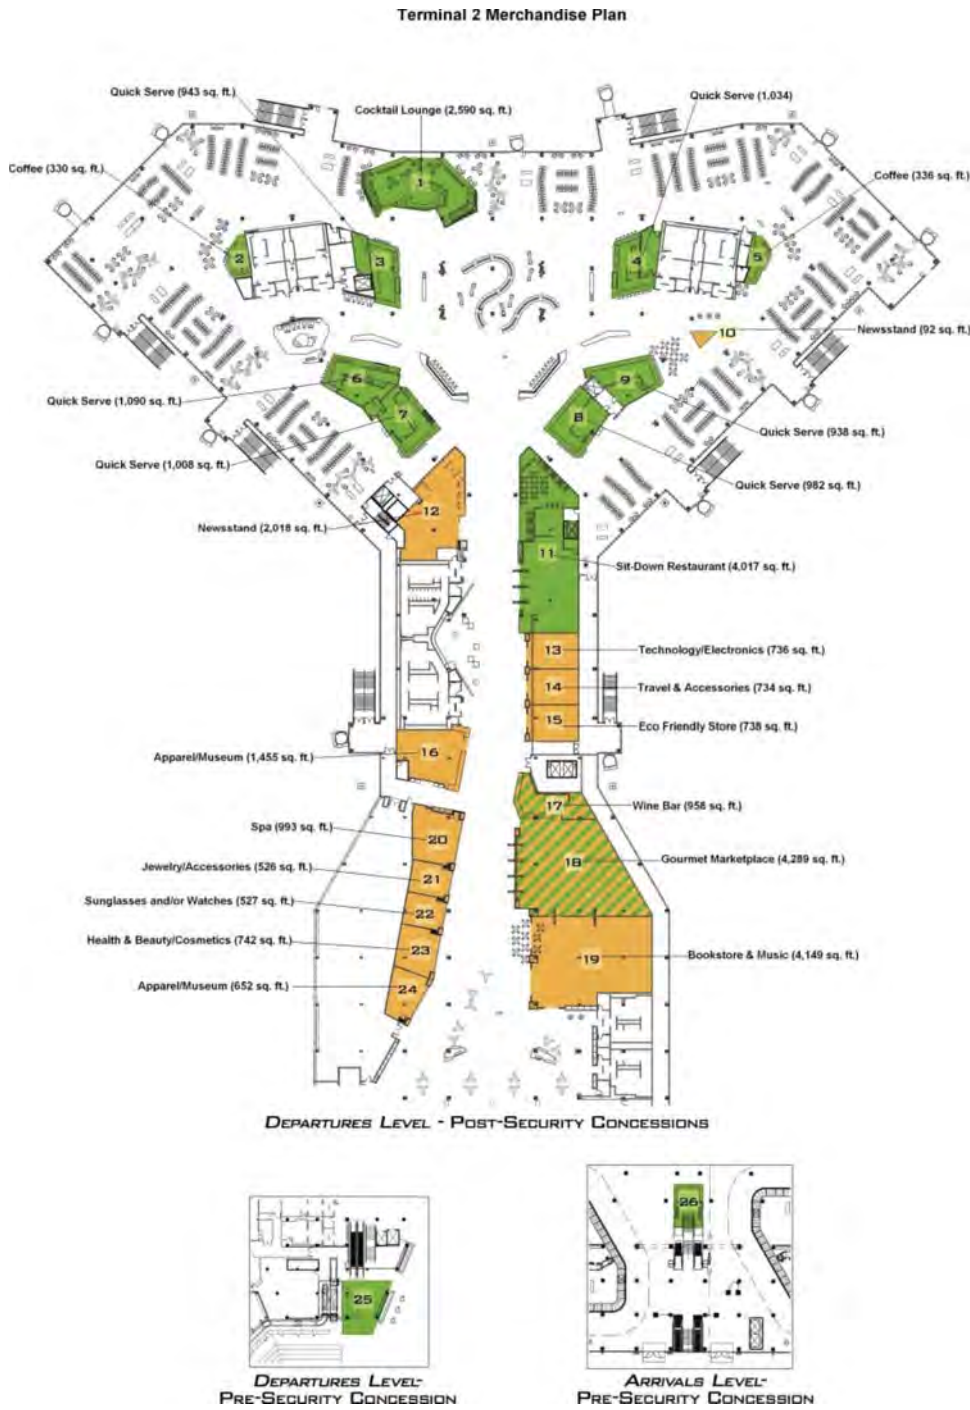 Terminal 2 Merchandise Plan
Quick Serve (943 sq. ft.)
Cocktail Lounge (2,590 sq. ft.)
Quick Serve (1,034)
Coffee (330 sq. ft.)
Coffee (336 sq. ft.)
1
2
3
4
5
10
Newsstand (92 sq. ft.)
6
9
Quick Serve (1,090 sq. ft.)
7
8
Quick Serve (938 sq. ft.)
Quick Serve (1,008 sq. ft.)
Quick Serve (982 sq. ft.)
12
Newsstand (2,018 sq. ft.)
11
Sit-Down Restaurant (4,017 sq. ft.)
13
Technology/Electronics (736 sq. ft.)
14
Travel & Accessories (734 sq. ft.)
15
Eco Friendly Store (738 sq. ft.)
16
Apparel/Museum (1,455 sq. ft.)
17
Wine Bar (958 sq. ft.)
Spa (993 sq. ft.)
20
18
Gourmet Marketplace (4,289 sq. ft.)
Jewelry/Accessories (526 sq. ft.)
21
Sunglasses and/or Watches (527 sq. ft.)
22
Health & Beauty/Cosmetics (742 sq. ft.)
23
19
Bookstore & Music (4,149 sq. ft.)
Apparel/Museum (652 sq. ft.)
24
Departures Level - Post-Security Concessions
26
25
Departures Level-
Pre-Security Concession
Arrivals Level-
Pre-Security Concession